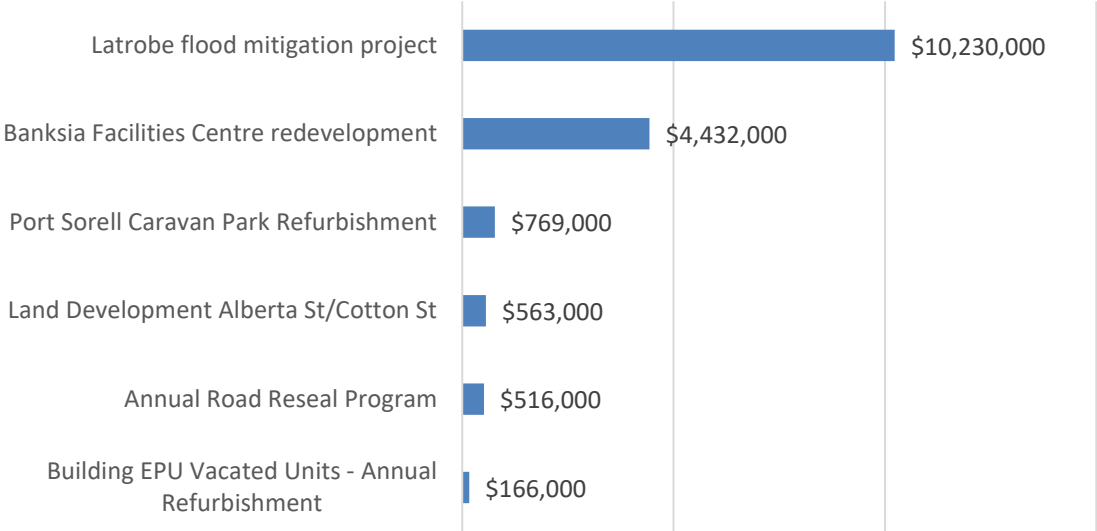 Latrobe flood mitigation project
$10,230,000
Banksia Facilities Centre redevelopment
$4,432,000
Port Sorell Caravan Park Refurbishment
$769,000
Land Development Alberta St/Cotton St
$563,000
Annual Road Reseal Program
$516,000
Building EPU Vacated Units - Annual
Refurbishment
$166,000